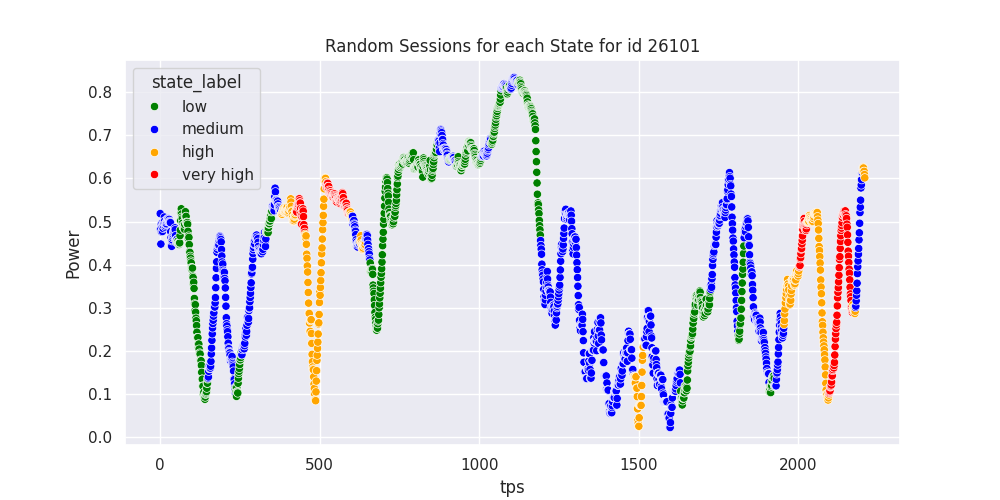 Random Sessions for each State for id 26101
state_label
low
medium
high
very high
Power
0.8
0.7
0.6
0.5
0.4
0.3
0.2
0.1
0.0
0 500 1000 1500 2000
tps